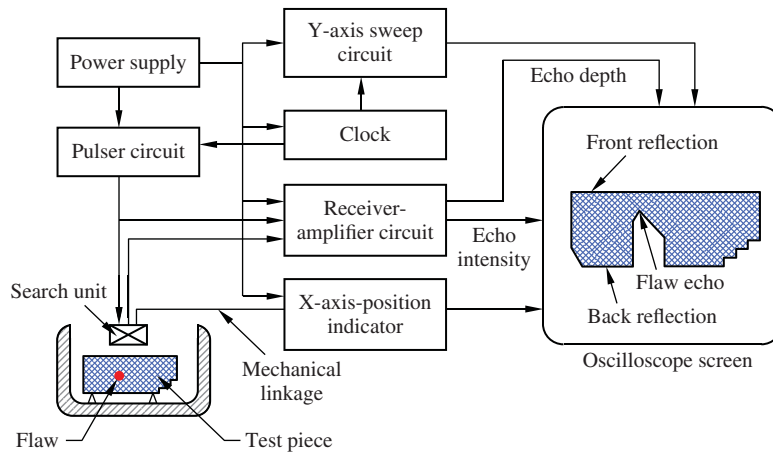 Y-axis sweep
circuit
Power supply
Echo depth
Clock
Pulser circuit
Front reflection
Receiver-
amplifier circuit
Echo
intensity
Flaw echo
Search unit
X-axis-position
indicator
Back reflection
Mechanical
linkage
Oscilloscope screen
Flaw
Test piece